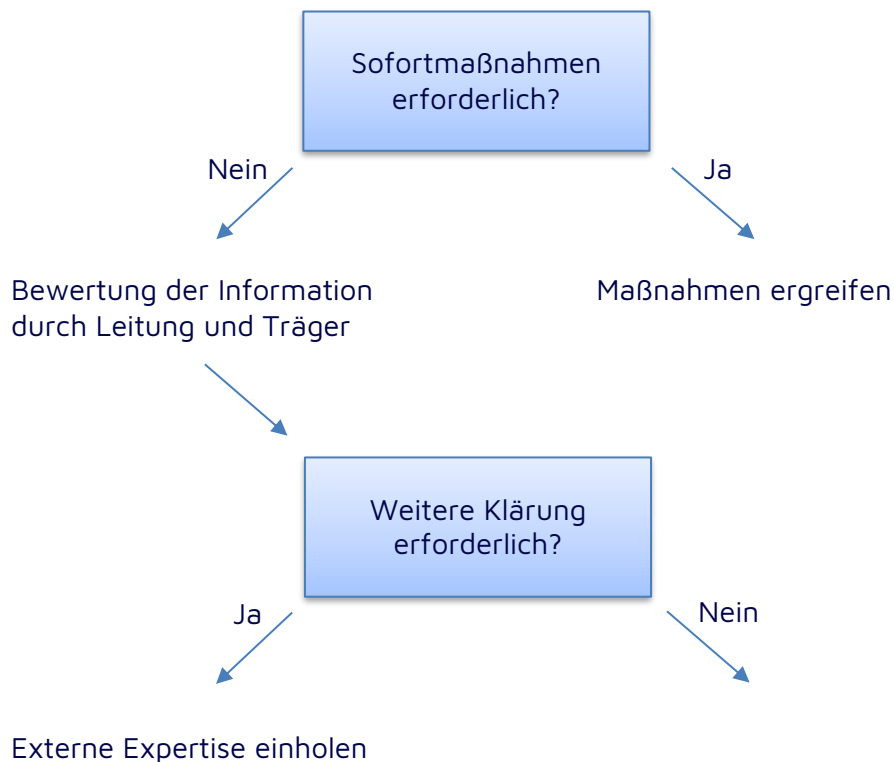 Sofortmaßnahmen
erforderlich?
Nein
Ja
Bewertung der Information
durch Leitung und Träger
Maßnahmen ergreifen
Weitere Klärung
erforderlich?
Ja
Nein
Externe Expertise einholen